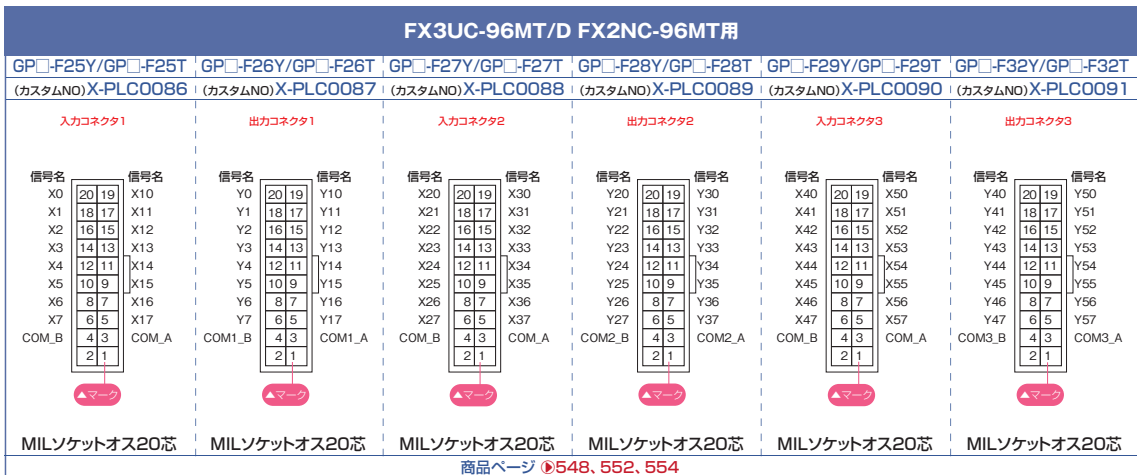 FX3UC-96MT/D FX2NC-96MT用
GP□-F25Y/GP□-F25T GP□-F26Y/GP□-F26T GP□-F27Y/GP□-F27T GP□-F28Y/GP□-F28T GP□-F29Y/GP□-F29T GP□-F32Y/GP□-F32T
(カスタムNO)X-PLC0086 (カスタムNO)X-PLC0087 (カスタムNO)X-PLC0088 (カスタムNO)X-PLC0089 (カスタムNO)X-PLC0090 (カスタムNO)X-PLC0091
入力コネクタ1 出力コネクタ1 入力コネクタ2 出力コネクタ2 入力コネクタ3 出力コネクタ3
信号名 信号名 信号名 信号名 信号名 信号名 信号名 信号名 信号名 信号名 信号名 信号名
X0 20 19 X10 Y0 20 19 Y10 X20 20 19 X30 Y20 20 19 Y30 X40 20 19 X50 Y40 20 19 Y50
X1 18 17 X11 Y1 18 17 Y11 X21 18 17 X31 Y21 18 17 Y31 X41 18 17 X51 Y41 18 17 Y51
X2 16 15 X12 Y2 16 15 Y12 X22 16 15 X32 Y22 16 15 Y32 X42 16 15 X52 Y42 16 15 Y52
X3 14 13 X13 Y3 14 13 Y13 X23 14 13 X33 Y23 14 13 Y33 X43 14 13 X53 Y43 14 13 Y53
X4 12 11 X14 Y4 12 11 Y14 X24 12 11 X34 Y24 12 11 Y34 X44 12 11 X54 Y44 12 11 Y54
X5 10 9 X15 Y5 10 9 Y15 X25 10 9 X35 Y25 10 9 Y35 X45 10 9 X55 Y45 10 9 Y55
X6 8 7 X16 Y6 8 7 Y16 X26 8 7 X36 Y26 8 7 Y36 X46 8 7 X56 Y46 8 7 Y56
X7 6 5 X17 Y7 6 5 Y17 X27 6 5 X37 Y27 6 5 Y37 X47 6 5 X57 Y47 6 5 Y57
COM_B 4 3 COM_A COM1_B 4 3 COM1_A COM_B 4 3 COM_A COM2_B 4 3 COM2_A COM_B 4 3 COM_A COM3_B 4 3 COM3_A
2 1 2 1 2 1 2 1 2 1 2 1
▲マーク ▲マーク ▲マーク ▲マーク ▲マーク ▲マーク
MILソケットオス20芯 MILソケットオス20芯 MILソケットオス20芯 MILソケットオス20芯 MILソケットオス20芯 MILソケットオス20芯
商品ページ 548、552、554